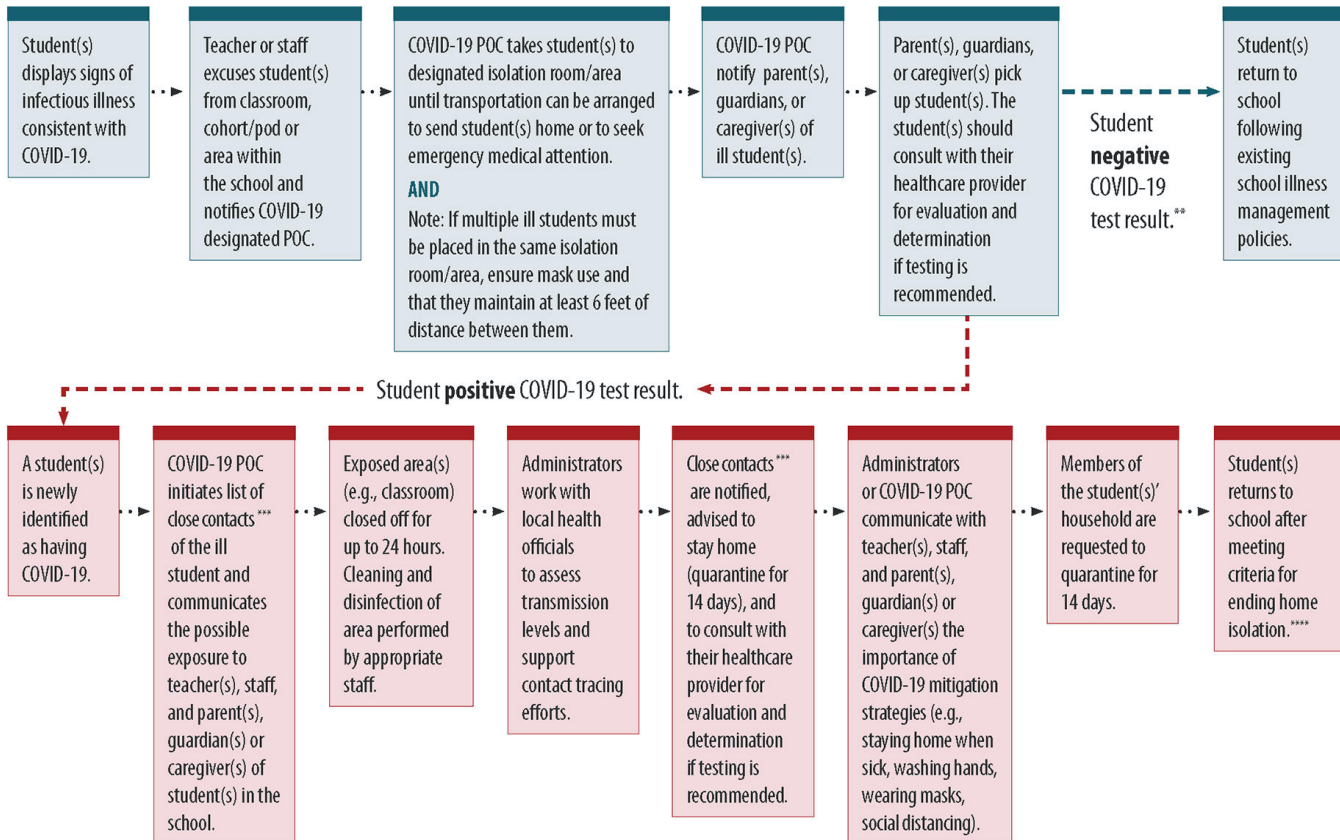 Student(s)
displays signs of
infectious illness
consistent with
COVID-19.
Teacher or staff
excuses student(s)
from classroom,
cohort/pod or
area within
the school and
notifies COVID-19
designated POC.
COVID-19 POC takes student(s) to
designated isolation room/area
until transportation can be arranged
to send student(s) home or to seek
emergency medical attention.
AND
Note: If multiple ill students must
be placed in the same isolation
room/area, ensure mask use and
that they maintain at least 6 feet of
distance between them.
COVID-19 POC
notify parent(s),
guardians, or
caregiver(s) of
ill student(s).
Parent(s), guardians,
or caregiver(s) pick
up student(s). The
student(s) should
consult with their
healthcare provider
for evaluation and
determination
if testing is
recommended.
Student
negative
COVID-19
test result.**
Student(s)
return to
school
following
existing
school illness
management
policies.
Student positive COVID-19 test result.
A student(s)
is newly
identified
as having
COVID-19.
COVID-19 POC
initiates list of
close contacts***
of the ill
student and
communicates
the possible
exposure to
teacher(s), staff,
and parent(s),
guardian(s) or
caregiver(s) of
student(s) in the
school.
Exposed area(s)
(e.g., classroom)
closed off for
up to 24 hours.
Cleaning and
disinfection of
area performed
by appropriate
staff.
Administrators
work with
local health
officials
to assess
transmission
levels and
support
contact tracing
efforts.
Close contacts***
are notified,
advised to
stay home
(quarantine for
14 days), and
to consult with
their healthcare
provider for
evaluation and
determination
if testing is
recommended.
Administrators
or COVID-19 POC
communicate with
teacher(s), staff,
and parent(s),
guardian(s) or
caregiver(s) the
importance of
COVID-19 mitigation
strategies (e.g.,
staying home when
sick, washing hands,
wearing masks,
social distancing).
Members of
the student(s)'
household are
requested to
quarantine for
14 days.
Student(s)
returns to
school after
meeting
criteria for
ending home
isolation.****